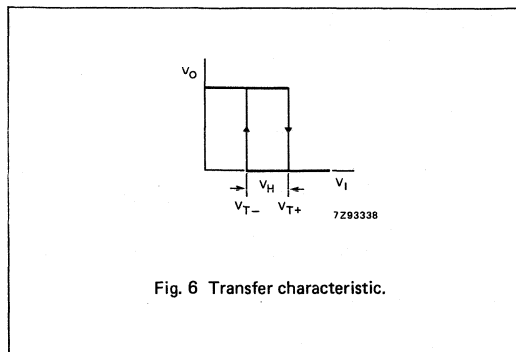 VO
VH
VI
VT−
VT+
7Z93338
Fig. 6 Transfer characteristic.